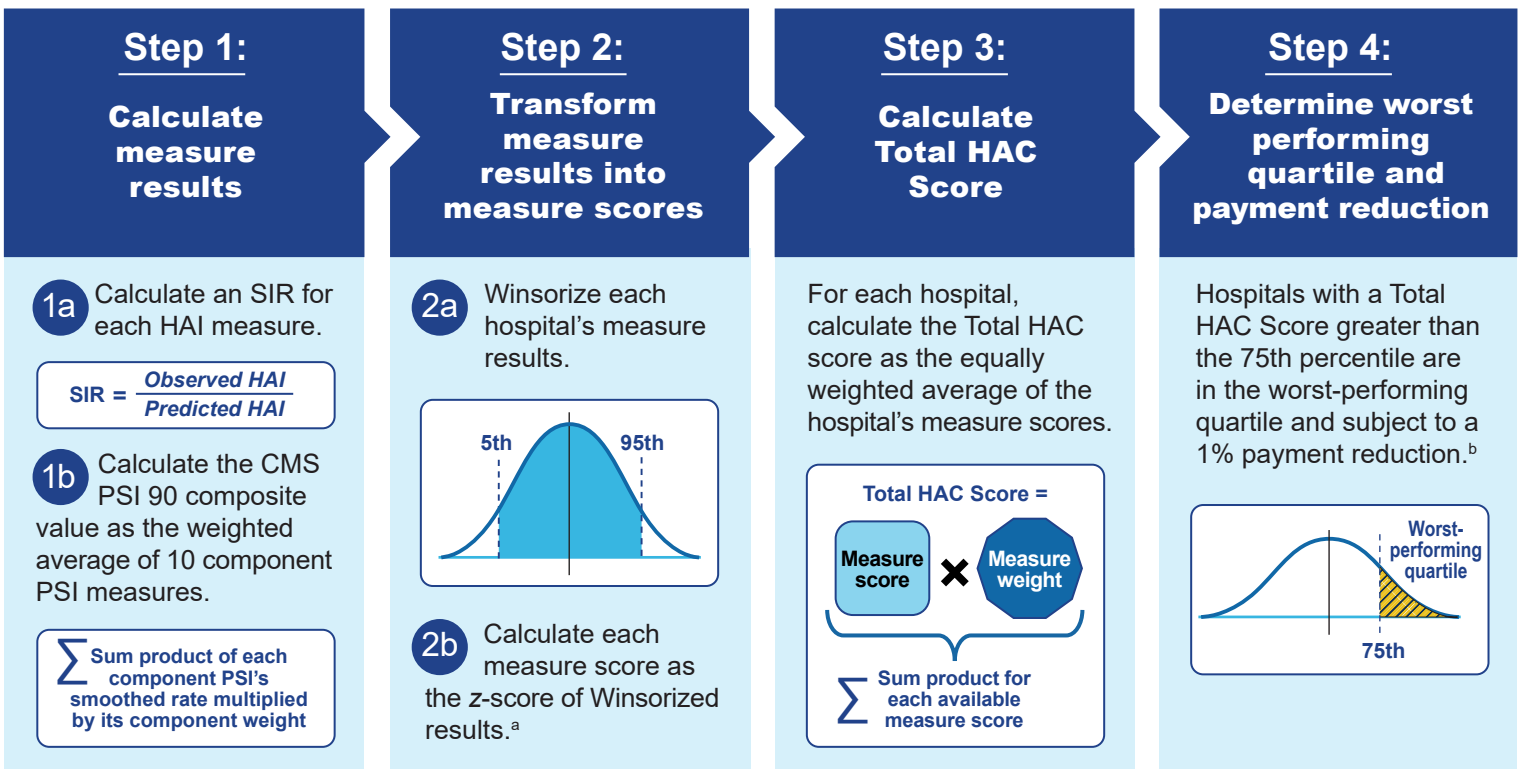 Step 1:
Calculate
measure
results
1a Calculate an SIR for
each HAI measure.
SIR = Observed HAI
Predicted HAI
1b Calculate the CMS
PSI 90 composite
value as the weighted
average of 10 component
PSI measures.
∑ Sum product of each
component PSI's
smoothed rate multiplied
by its component weight
Step 2:
Transform
measure
results into
measure scores
2a Winsorize each
hospital's measure
results.
5th 95th
2b Calculate each
measure score as
the z-score of Winsorized
results.a
Step 3:
Calculate
Total HAC
Score
For each hospital,
calculate the Total HAC
score as the equally
weighted average of the
hospital's measure scores.
Total HAC Score =
Measure
score
×
Measure
weight
∑ Sum product for
each available
measure score
Step 4:
Determine worst
performing
quartile and
payment reduction
Hospitals with a Total
HAC Score greater than
the 75th percentile are
in the worst-performing
quartile and subject to a
1% payment reduction.b
Worst-
performing
quartile
75th